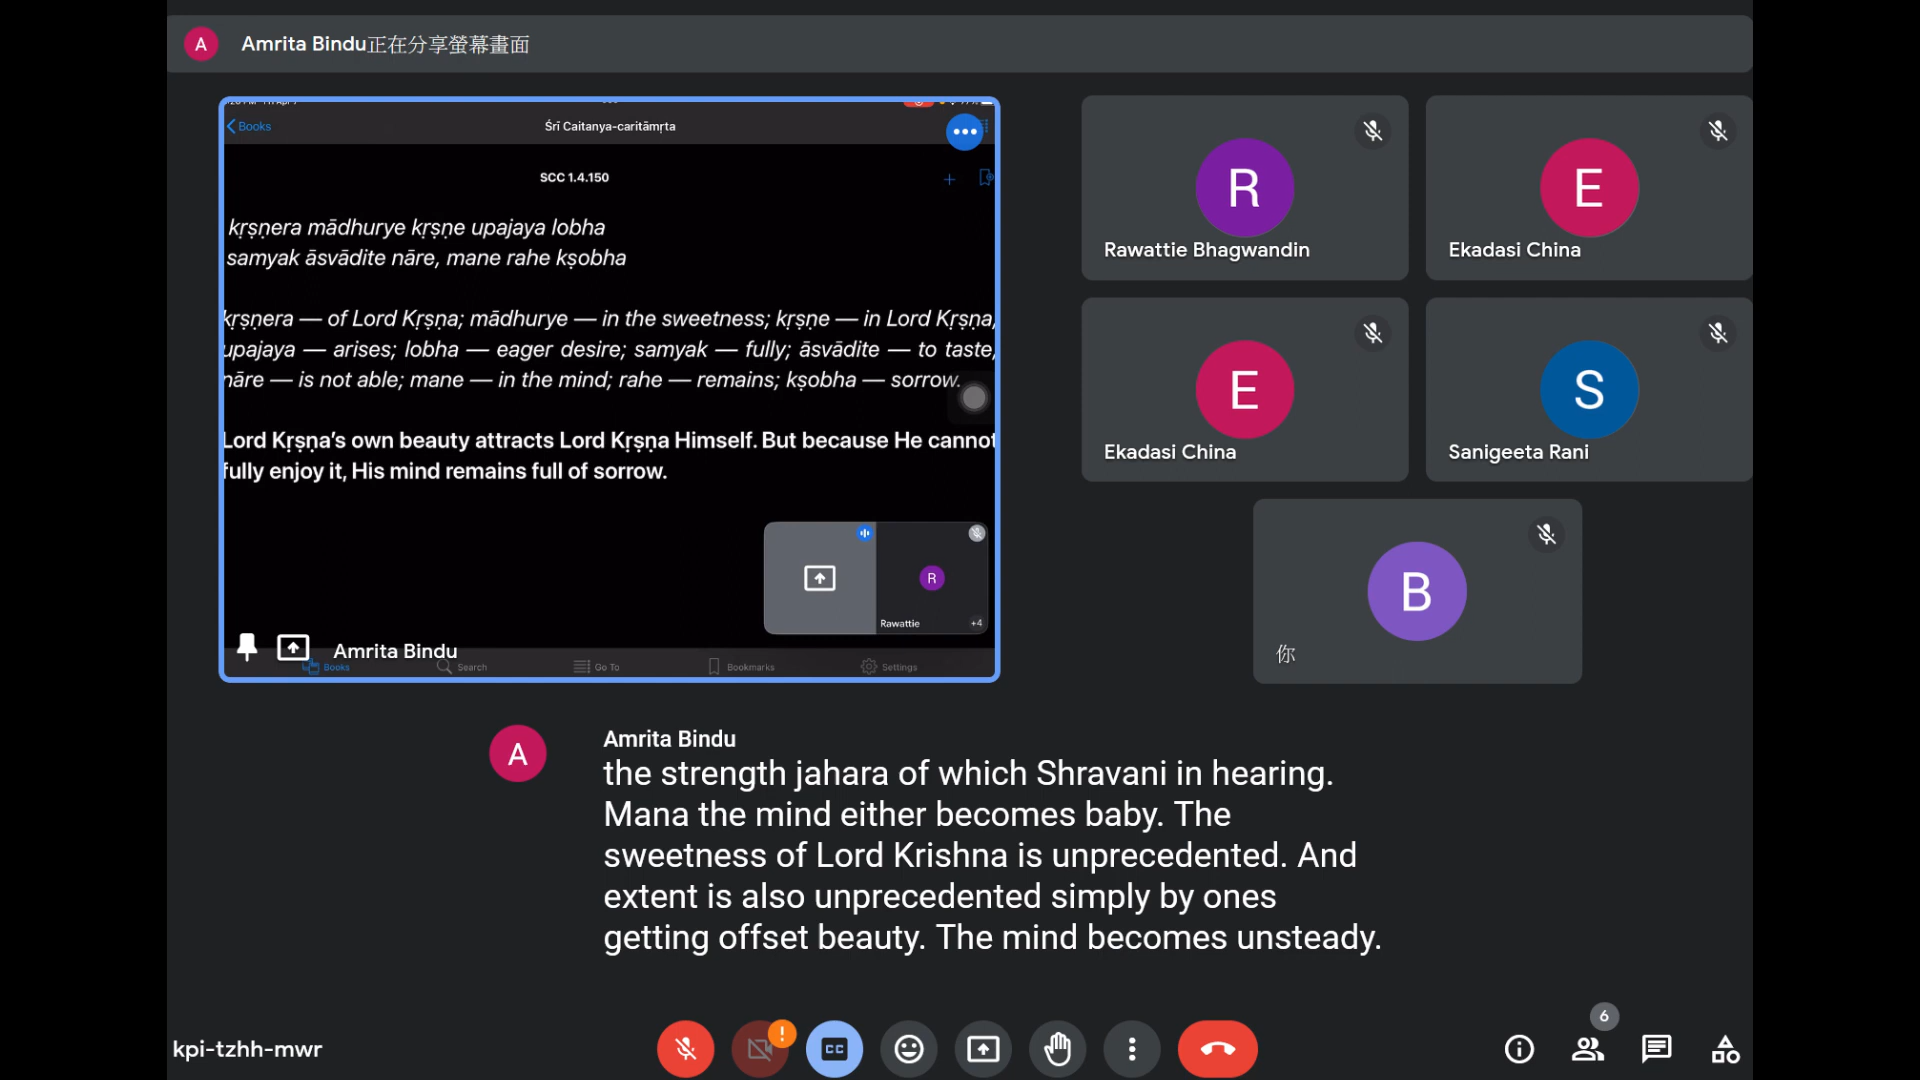 A
Amrita Bindu正在分享螢幕畫面
Books
Śrī Caitanya-caritāmṛta
SCC 1.4.150
kṛṣṇera mādhurye kṛṣṇe upajaya lobha
samyak āsvādite nāre, mane rahe kṣobha
kṛṣṇera — of Lord Kṛṣṇa; mādhurye — in the sweetness; kṛṣṇe — in Lord Kṛṣṇa;
upajaya — arises; lobha — eager desire; samyak — fully; āsvādite — to taste;
nāre — is not able; mane — in the mind; rahe — remains; kṣobha — sorrow.
Lord Kṛṣṇa’s own beauty attracts Lord Kṛṣṇa Himself. But because He cannot
fully enjoy it, His mind remains full of sorrow.
R
Rawattie
+4
Amrita Bindu
Books
Search
Go To
Bookmarks
Settings
R
Rawattie Bhagwandin
E
Ekadasi China
E
Ekadasi China
S
Sanigeeta Rani
B
你
A
Amrita Bindu
the strength jahara of which Shravani in hearing.
Mana the mind either becomes baby. The
sweetness of Lord Krishna is unprecedented. And
extent is also unprecedented simply by ones
getting offset beauty. The mind becomes unsteady.
kpi-tzhh-mwr
CC
6